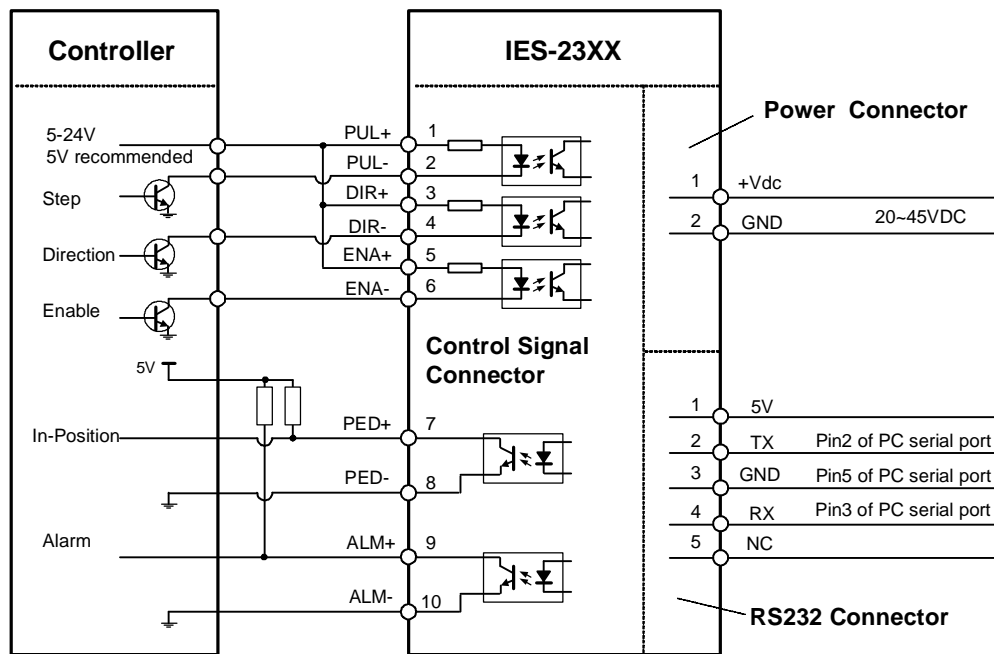 Controller
IES-23XX
Power Connector
5-24V
5V recommended
Step
Direction
Enable
5V
In-Position
Alarm
PUL+
1
PUL-
2
DIR+
3
DIR-
4
ENA+
5
ENA-
6
Control Signal
Connector
PED+
7
PED-
8
ALM+
9
ALM-
10
1
+Vdc
2
GND
20~45VDC
1
5V
2
TX
Pin2 of PC serial port
3
GND
Pin5 of PC serial port
4
RX
Pin3 of PC serial port
5
NC
RS232 Connector